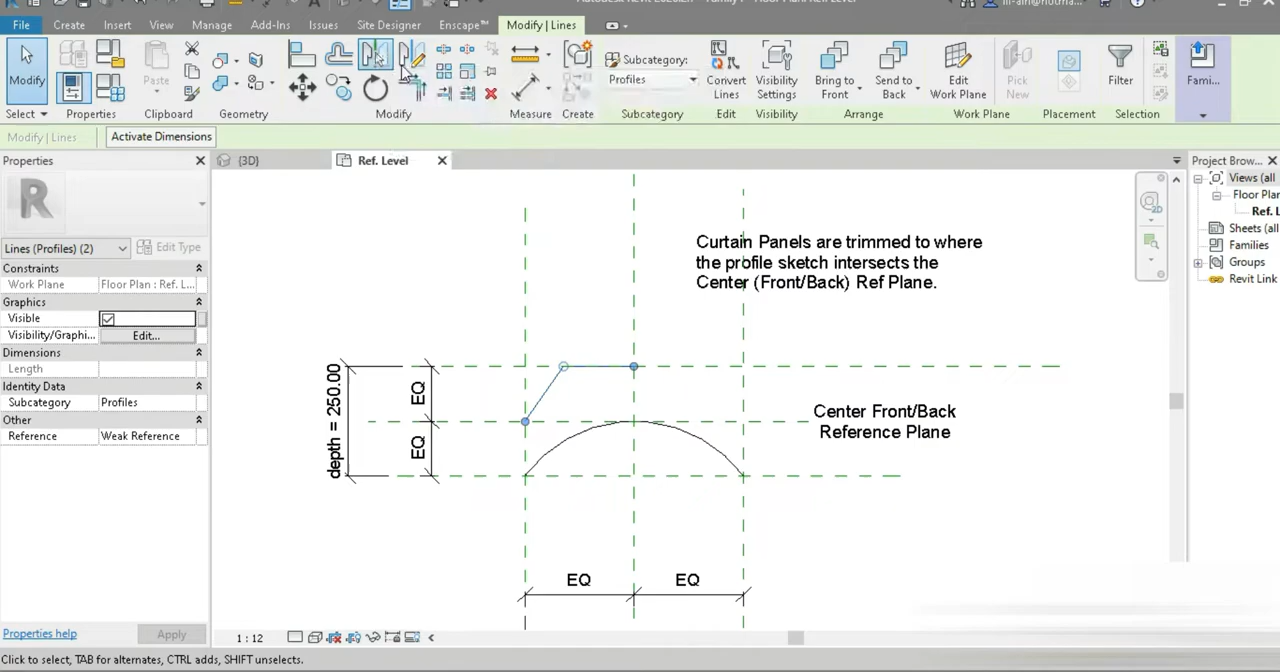 File Create Insert View Manage Add-Ins Issues Site Designer Enscape™ Modify | Lines
Modify
Paste
Subcategory:
Profiles
Convert Lines
Visibility Settings
Bring to Front
Send to Back
Edit Work Plane
Pick New
Filter
Fami...
Select Properties Clipboard Geometry Modify Measure Create Subcategory Edit Visibility Arrange Work Plane Placement Selection
Modify | Lines Activate Dimensions
Properties
{3D} Ref. Level
Project Brow...
R
Lines (Profiles) (2) Edit Type
Constraints
Work Plane Floor Plan : Ref. L...
Graphics
Visible
Visibility/Graphi... Edit...
Dimensions
Length
Identity Data
Subcategory Profiles
Other
Reference Weak Reference
Properties help Apply
Curtain Panels are trimmed to where
the profile sketch intersects the
Center (Front/Back) Ref Plane.
depth = 250.00
EQ
EQ
Center Front/Back
Reference Plane
EQ EQ
2D
Views (all
Floor Plan
Ref. L
Sheets (all
Families
Groups
Revit Link
1 : 12
Click to select, TAB for alternates, CTRL adds, SHIFT unselects.